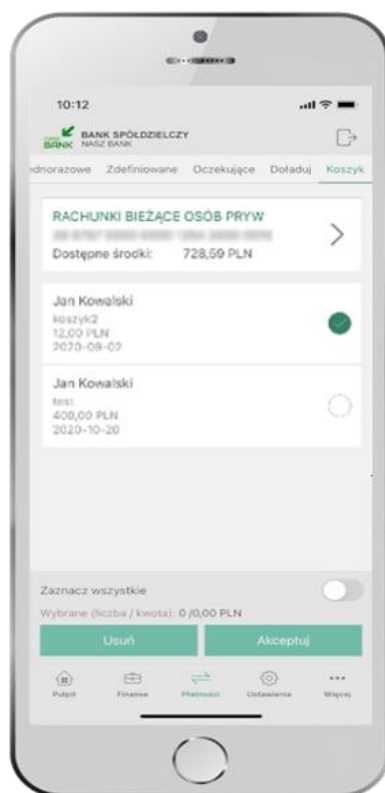 10:12
BANK SPÓŁDZIELCZY
BANK NASZ BANK
ednorazowe Zdefiniowane Oczekujące Doładuj Koszyk
RACHUNKI BIEŻĄCE OSÓB PRYW
Dostępne środki: 728,59 PLN
Jan Kowalski
koszyk2
12,00 PLN
2020-09-02
Jan Kowalski
test
400,00 PLN
2020-10-20
Zaznacz wszystkie
Wybrane (liczba / kwota): 0 /0,00 PLN
Usuń Akceptuj
Pulpit Finanse Płatności Ustawienia Więcej